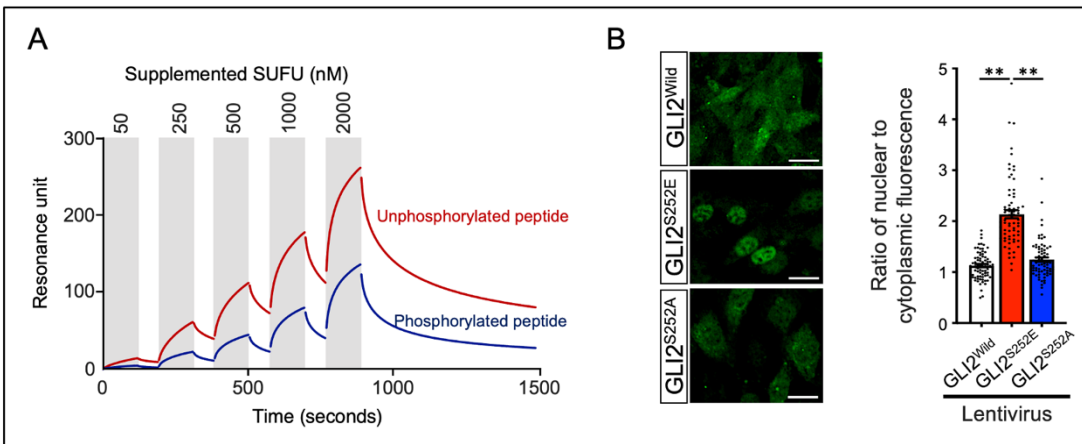 A
Supplemented SUFU (nM)
50
250
500
1000
2000
300
200
100
0
Resonance unit
Unphosphorylated peptide
Phosphorylated peptide
0
500
1000
1500
Time (seconds)
B
GLI2Wild
GLI2S252E
GLI2S252A
Ratio of nuclear to
cytoplasmic fluorescence
5
4
3
2
1
0
** **
GLI2Wild
GLI2S252E
GLI2S252A
Lentivirus